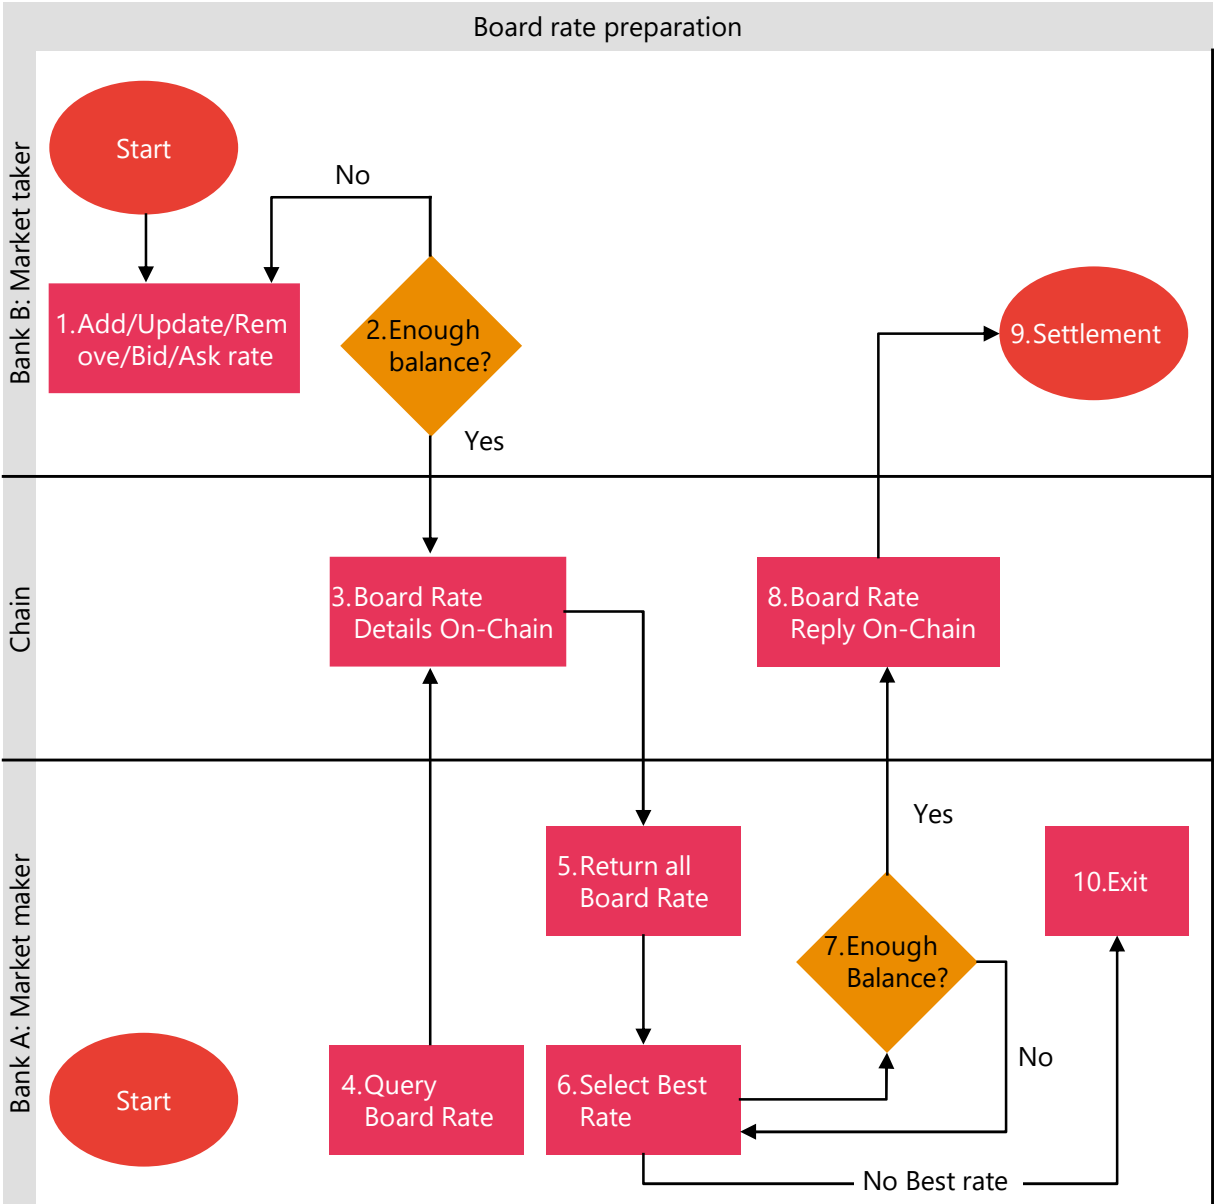 Board rate preparation
Bank B: Market taker
Start
No
1.Add/Update/Rem
ove/Bid/Ask rate
2.Enough
balance?
Yes
9.Settlement
Chain
3.Board Rate
Details On-Chain
8.Board Rate
Reply On-Chain
Bank A: Market maker
Yes
5.Return all
Board Rate
10.Exit
7.Enough
Balance?
Start
4.Query
Board Rate
6.Select Best
Rate
No
No Best rate